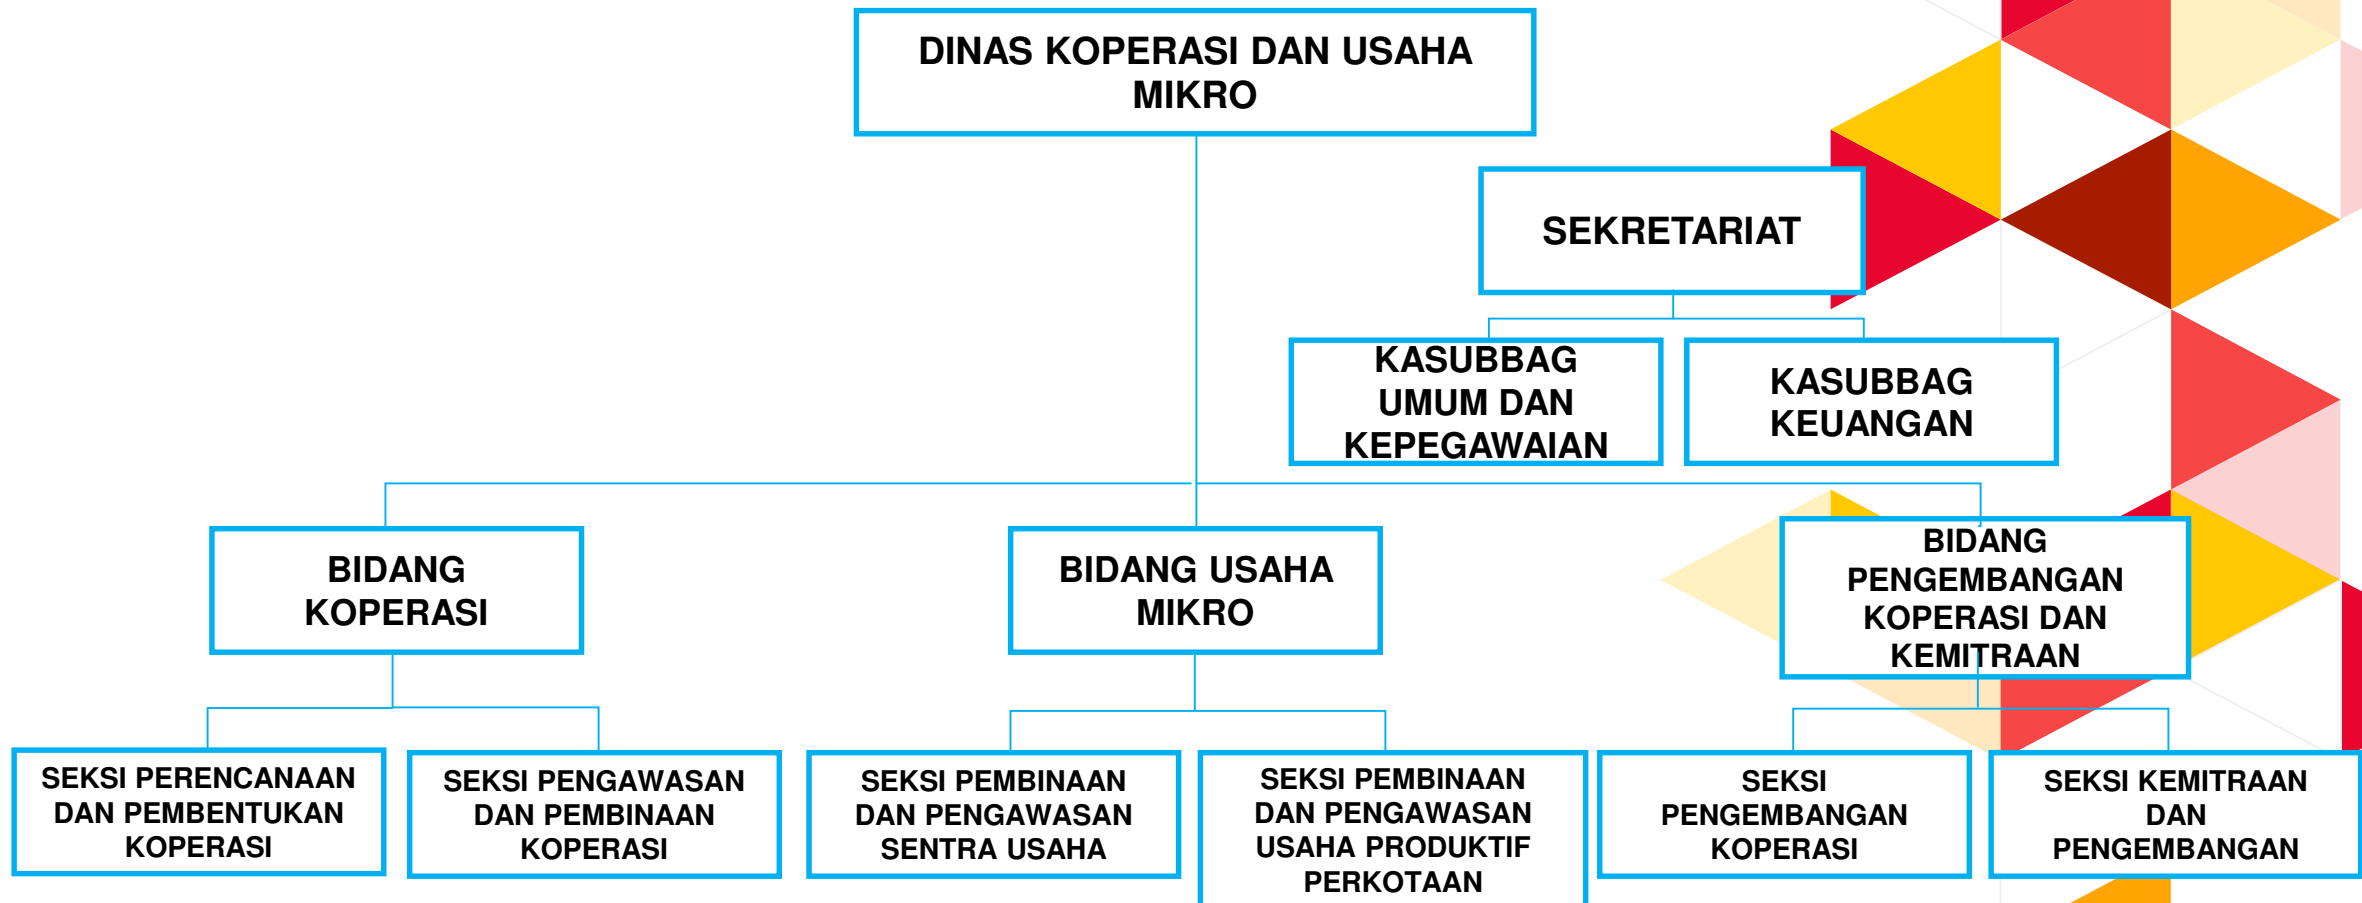 DINAS KOPERASI DAN USAHA
MIKRO
SEKRETARIAT
KASUBBAG
UMUM DAN
KEPEGAWAIAN
KASUBBAG
KEUANGAN
BIDANG
KOPERASI
BIDANG USAHA
MIKRO
BIDANG
PENGEMBANGAN
KOPERASI DAN
KEMITRAAN
SEKSI PERENCANAAN
DAN PEMBENTUKAN
KOPERASI
SEKSI PENGAWASAN
DAN PEMBINAAN
KOPERASI
SEKSI PEMBINAAN
DAN PENGAWASAN
SENTRA USAHA
SEKSI PEMBINAAN
DAN PENGAWASAN
USAHA PRODUKTIF
PERKOTAAN
SEKSI
PENGEMBANGAN
KOPERASI
SEKSI KEMITRAAN
DAN
PENGEMBANGAN